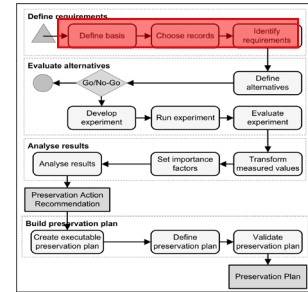 Define requirements
Define basis
Choose records
Identify
requirements
Evaluate alternatives
Go/No-Go
Define
alternatives
Develop
experiment
Run experiment
Evaluate
experiment
Analyse results
Analyse results
Set importance
factors
Transform
measured values
Preservation Action
Recommendation
Build preservation plan
Create executable
preservation plan
Define
preservation plan
Validate
preservation plan
Preservation Plan